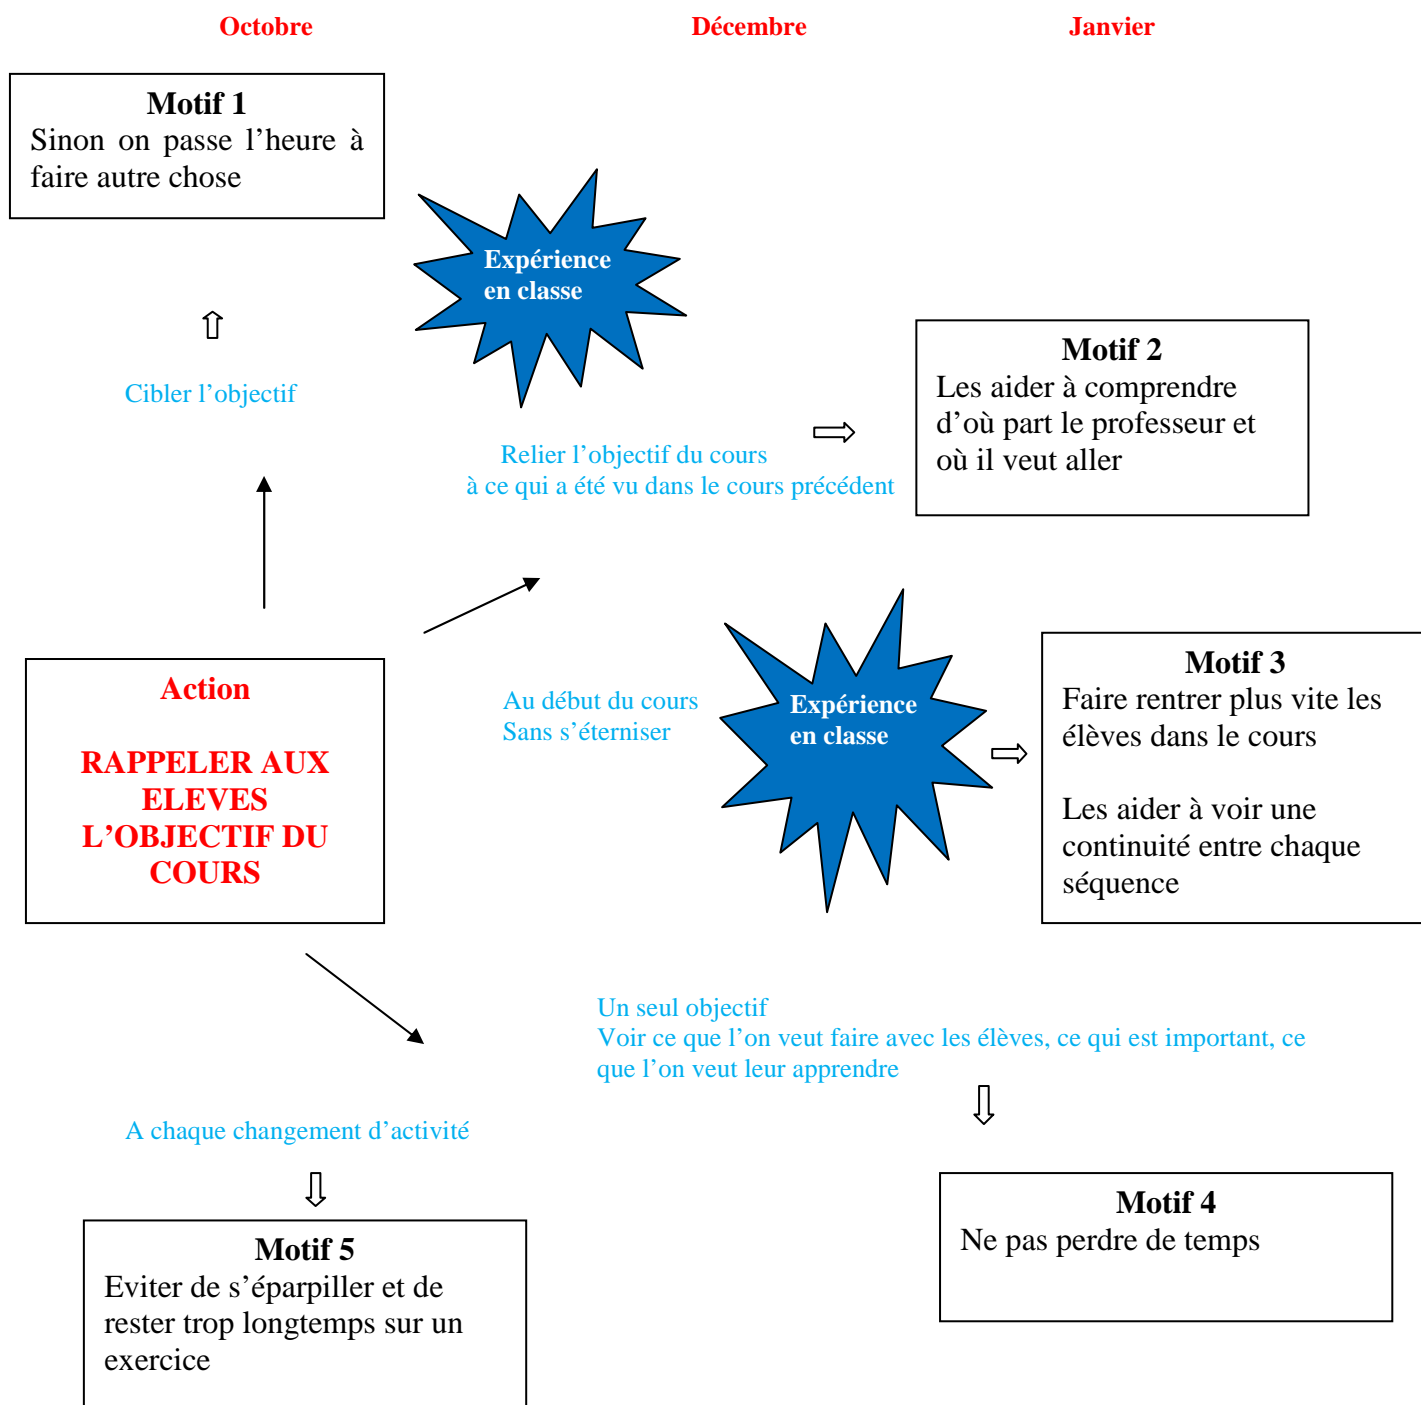 Octobre Décembre Janvier
Motif 1
Sinon on passe l’heure à
faire autre chose
Expérience
en classe
Cibler l’objectif
Relier l’objectif du cours
à ce qui a été vu dans le cours précédent
Motif 2
Les aider à comprendre
d’où part le professeur et
où il veut aller
Action
RAPPELER AUX
ELEVES
L’OBJECTIF DU
COURS
Au début du cours
Sans s’éterniser
Expérience
en classe
Motif 3
Faire rentrer plus vite les
élèves dans le cours
Les aider à voir une
continuité entre chaque
séquence
Un seul objectif
Voir ce que l’on veut faire avec les élèves, ce qui est important, ce
que l’on veut leur apprendre
A chaque changement d’activité
Motif 4
Ne pas perdre de temps
Motif 5
Eviter de s’éparpiller et de
rester trop longtemps sur un
exercice